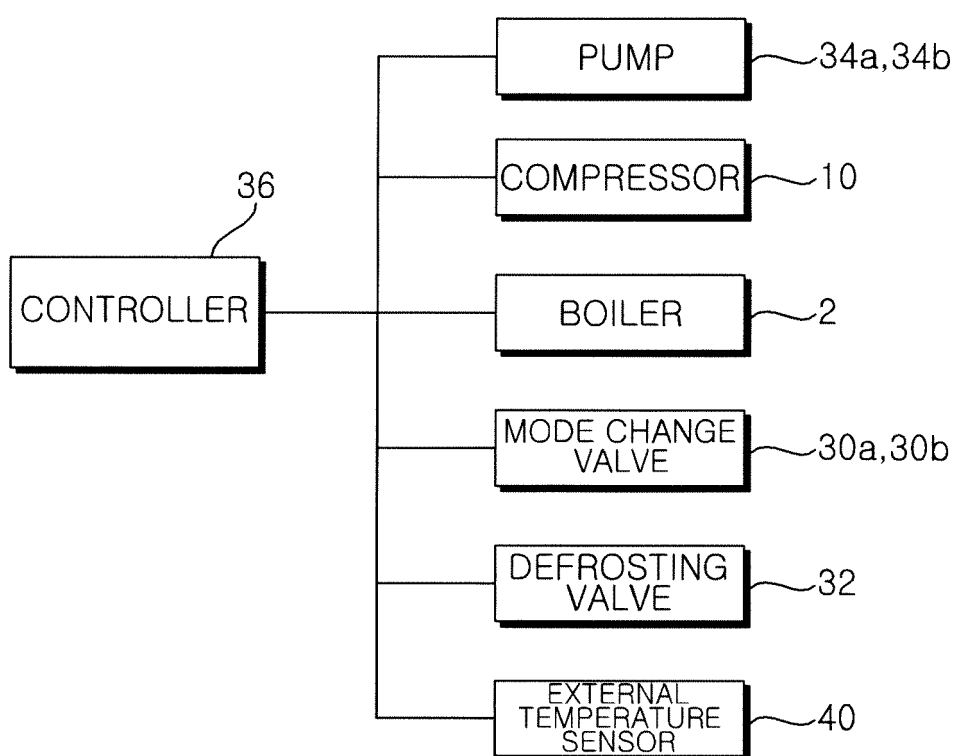 PUMP
34a,34b
COMPRESSOR
10
36
CONTROLLER
BOILER
2
MODE CHANGE
VALVE
30a,30b
DEFROSTING
VALVE
32
EXTERNAL
TEMPERATURE
SENSOR
40